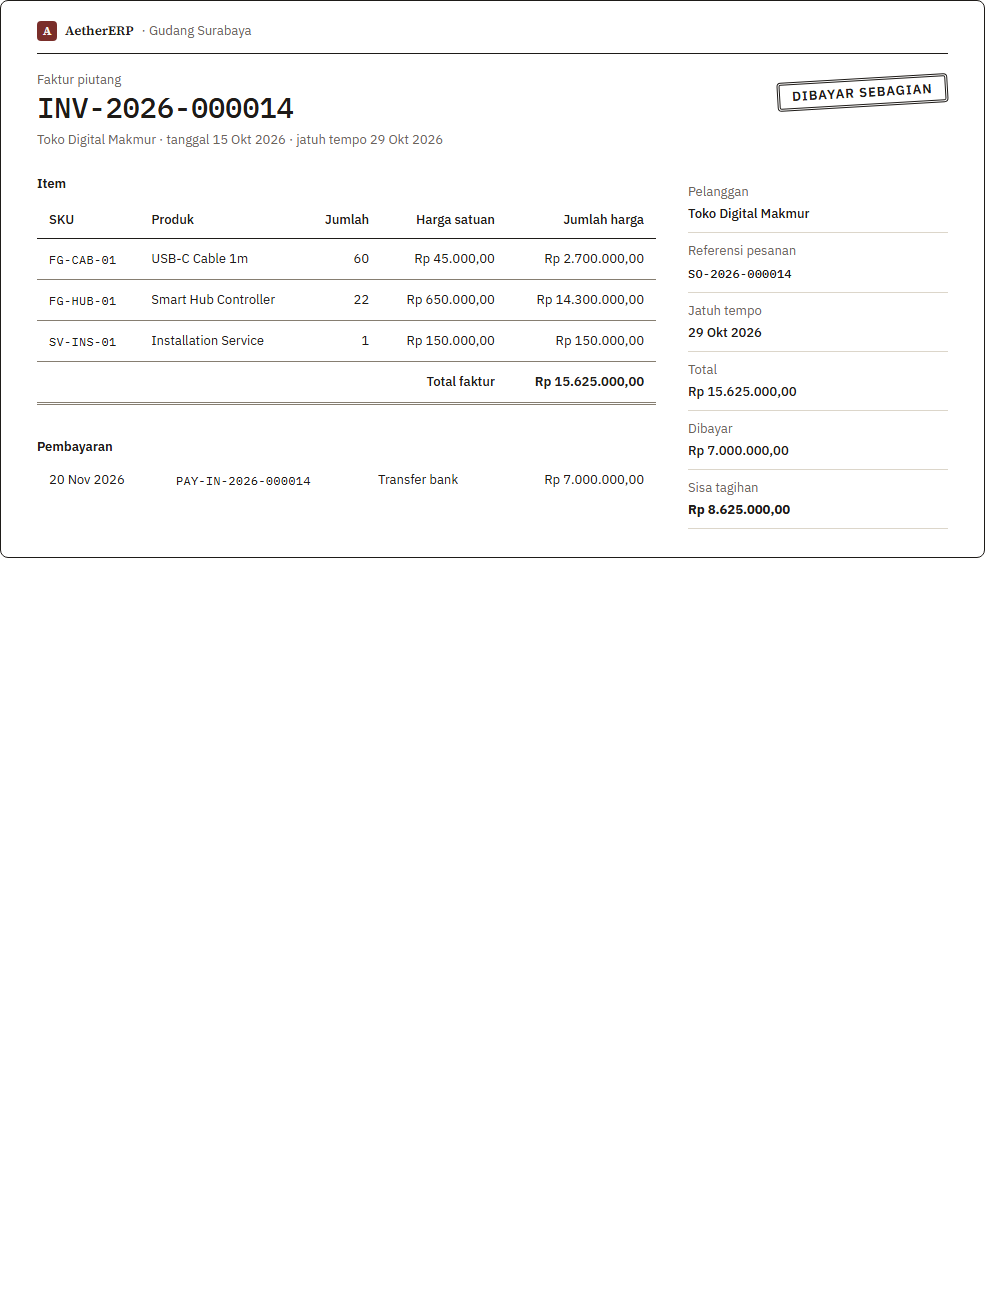 A AetherERP · Gudang Surabaya
Faktur piutang
INV-2026-000014
Toko Digital Makmur · tanggal 15 Okt 2026 · jatuh tempo 29 Okt 2026
DIBAYAR SEBAGIAN
Item
SKU Produk Jumlah Harga satuan Jumlah harga
FG-CAB-01 USB-C Cable 1m 60 Rp 45.000,00 Rp 2.700.000,00
FG-HUB-01 Smart Hub Controller 22 Rp 650.000,00 Rp 14.300.000,00
SV-INS-01 Installation Service 1 Rp 150.000,00 Rp 150.000,00
Total faktur Rp 15.625.000,00
Pembayaran
20 Nov 2026 PAY-IN-2026-000014 Transfer bank Rp 7.000.000,00
Pelanggan
Toko Digital Makmur
Referensi pesanan
SO-2026-000014
Jatuh tempo
29 Okt 2026
Total
Rp 15.625.000,00
Dibayar
Rp 7.000.000,00
Sisa tagihan
Rp 8.625.000,00